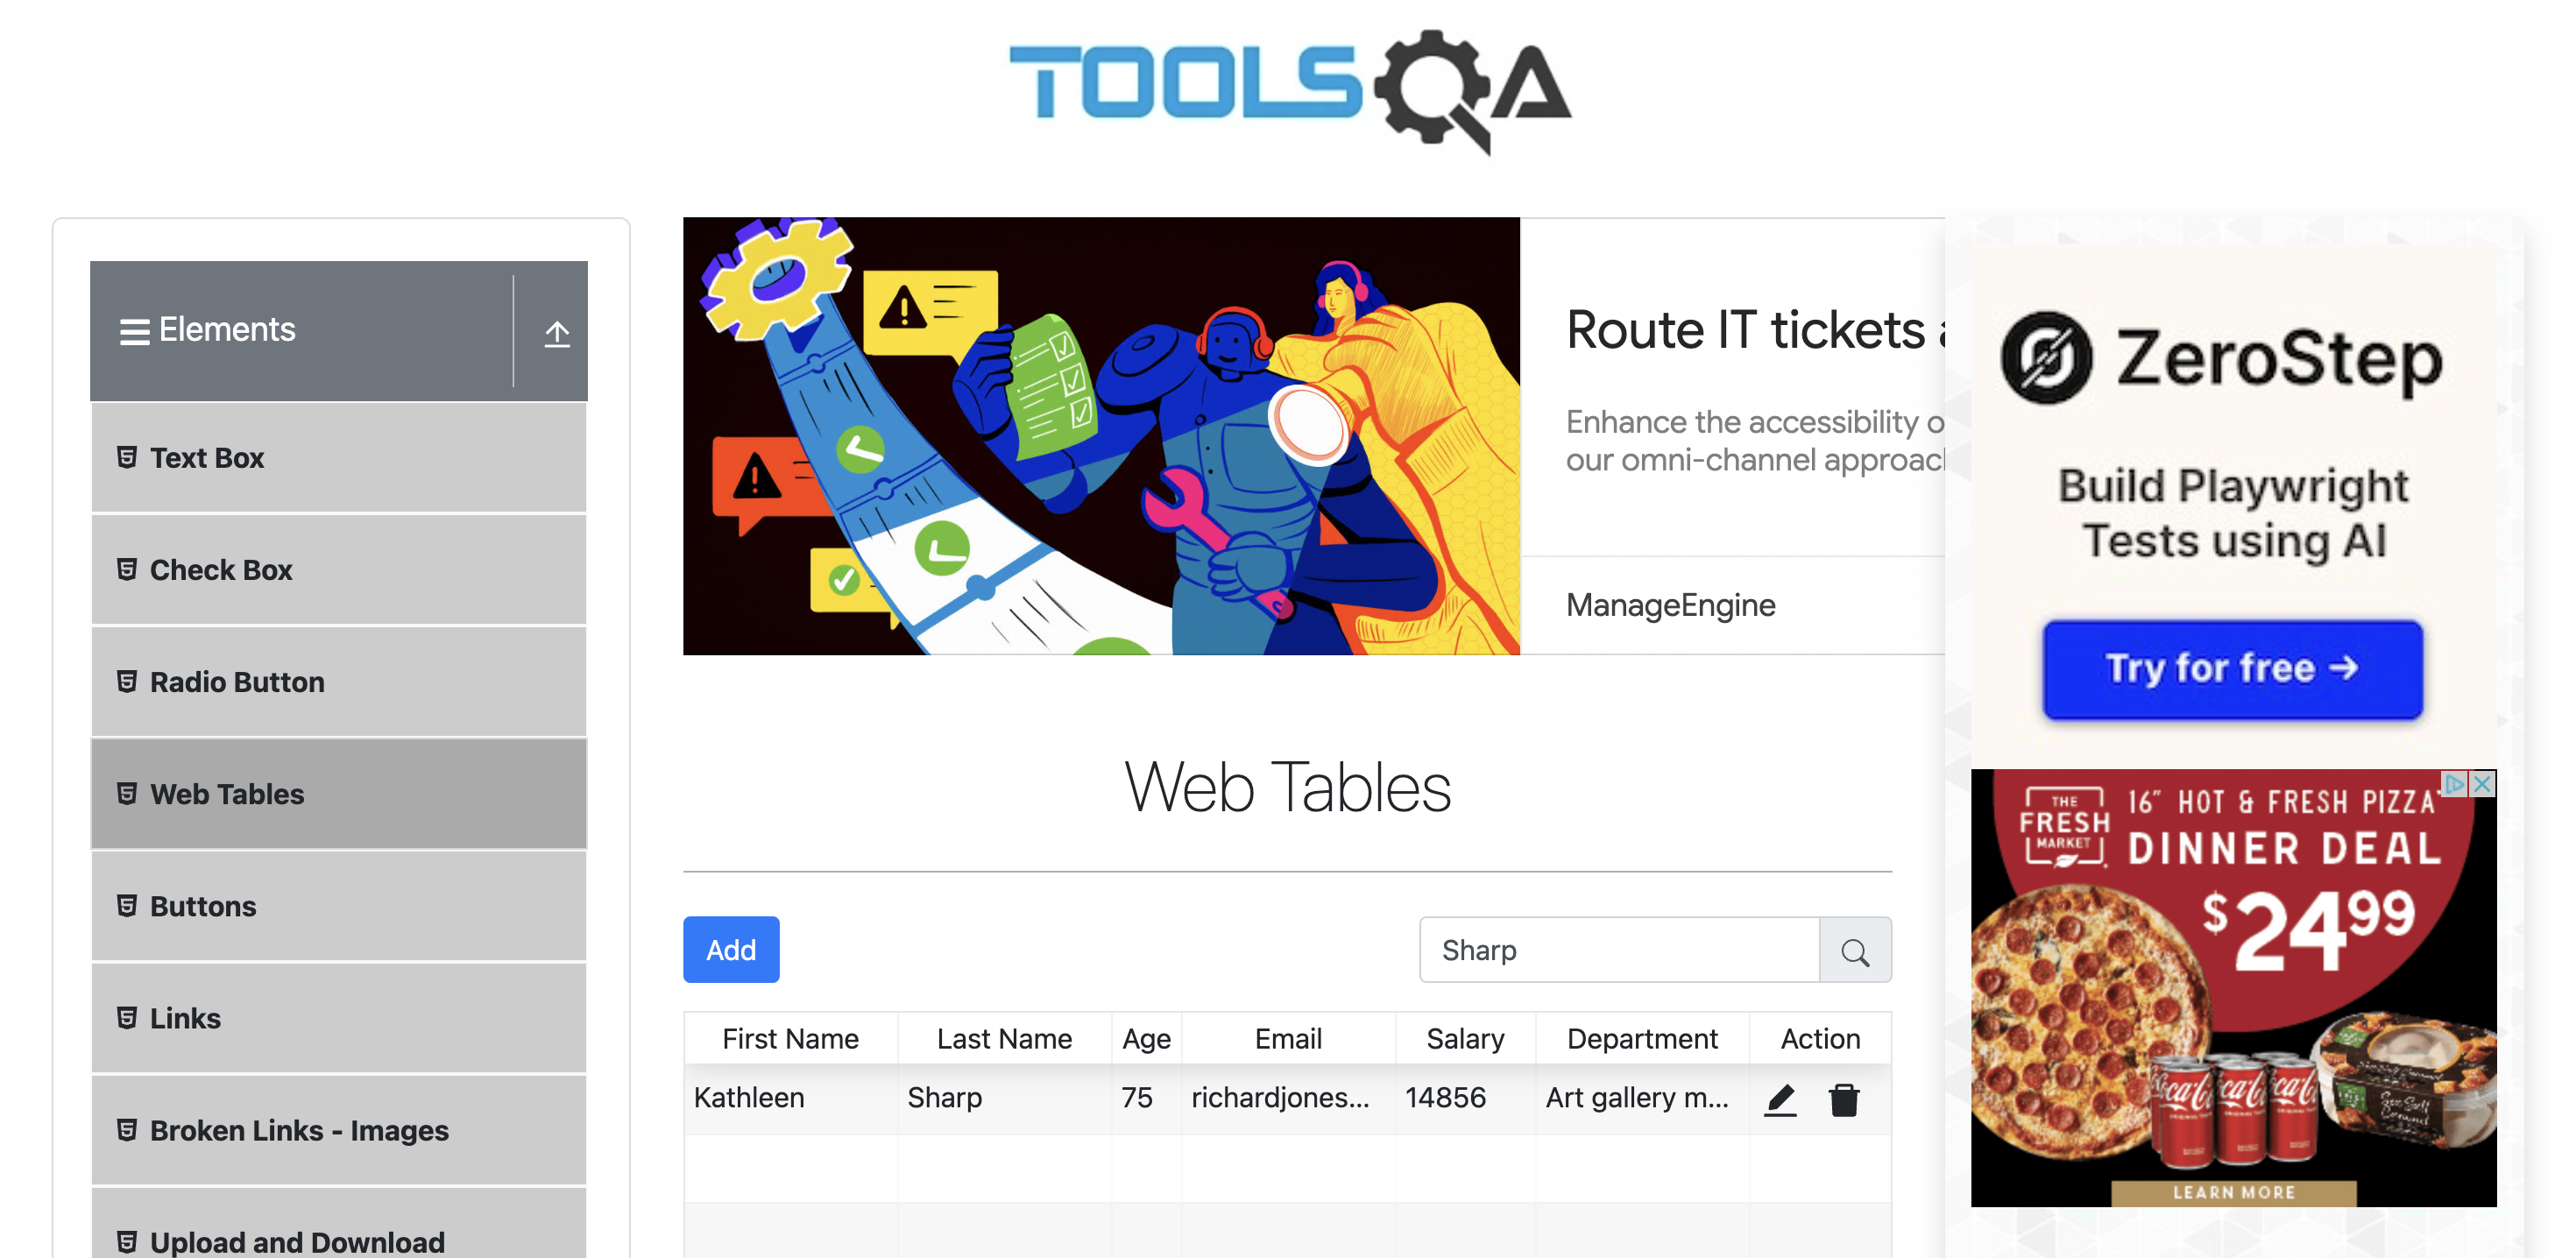 TOOLSQA
Elements
Text Box
Check Box
Radio Button
Web Tables
Buttons
Links
Broken Links - Images
Upload and Download
Route IT tickets
Enhance the accessibility o
our omni-channel approac
ManageEngine
Web Tables
Add
Sharp
First Name Last Name Age Email Salary Department Action
Kathleen Sharp 75 richardjones... 14856 Art gallery m...
ZeroStep
Build Playwright
Tests using AI
Try for free →
THE
FRESH
MARKET
16" HOT & FRESH PIZZA
DINNER DEAL
$24.99
LEARN MORE